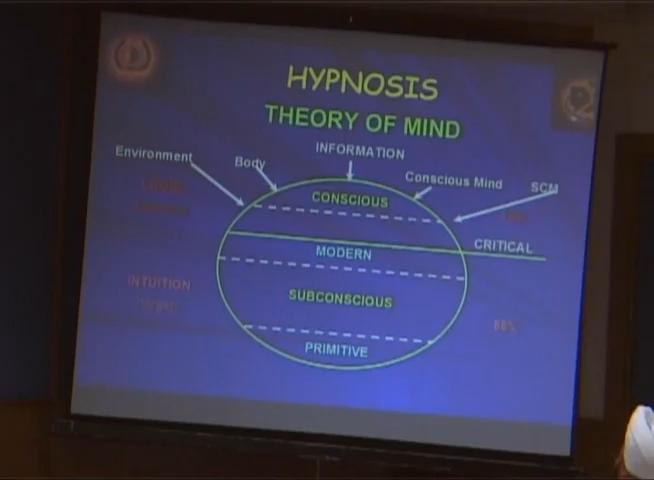 HYPNOSIS
THEORY OF MIND
INFORMATION
Environment
Body
Conscious Mind
SCM
CONSCIOUS
CRITICAL
MODERN
INTUITION
SUBCONSCIOUS
88%
PRIMITIVE